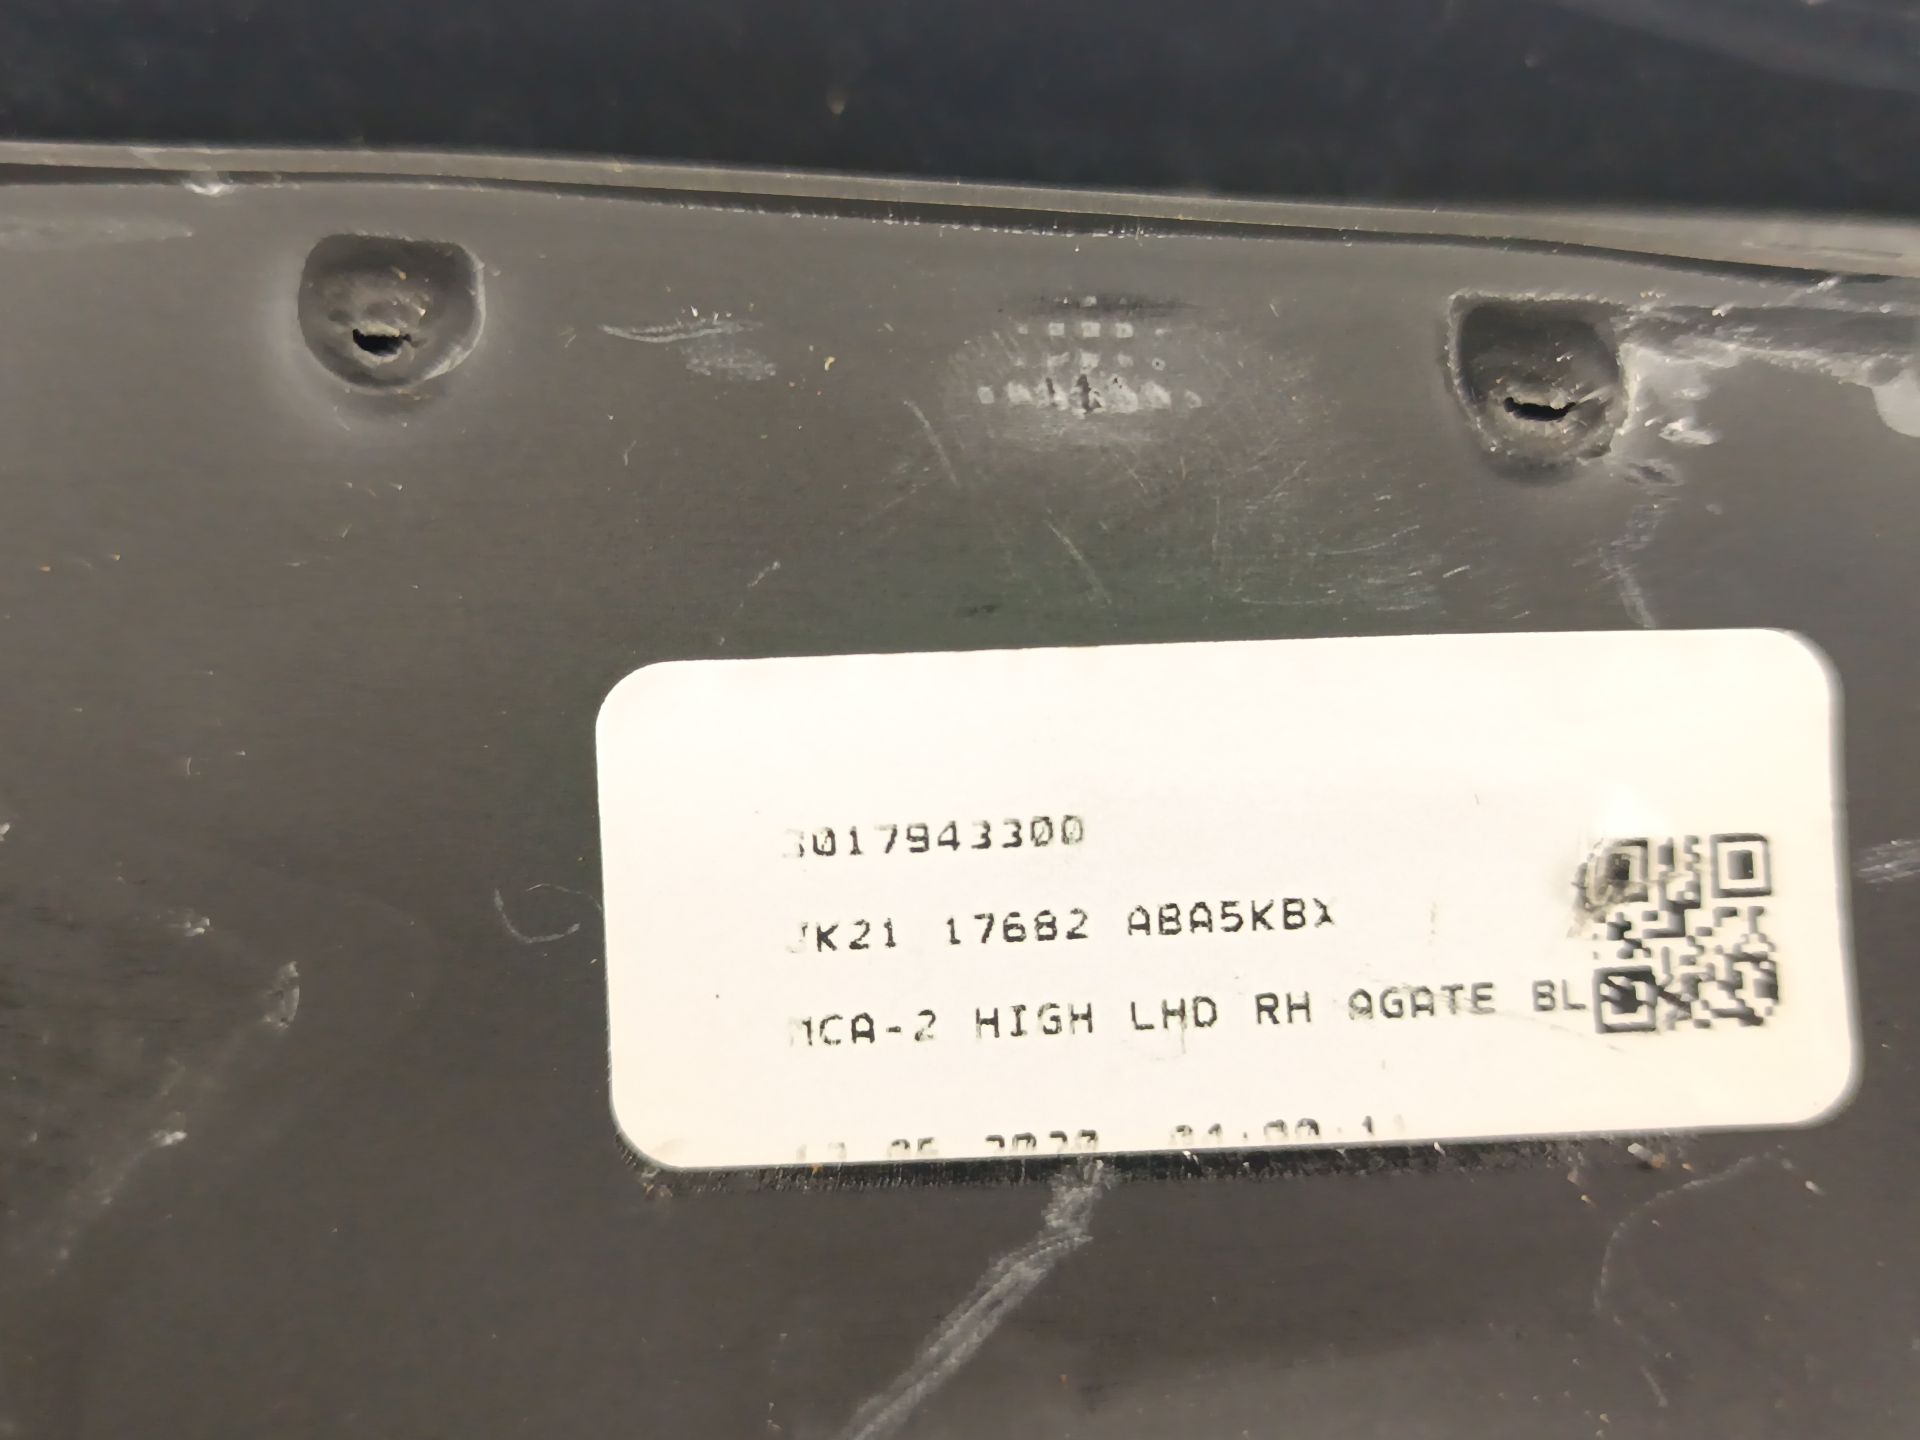 3017943300
JK21 17682 ABA5KBX
MCA-2 HIGH LHD RH AGATE BL